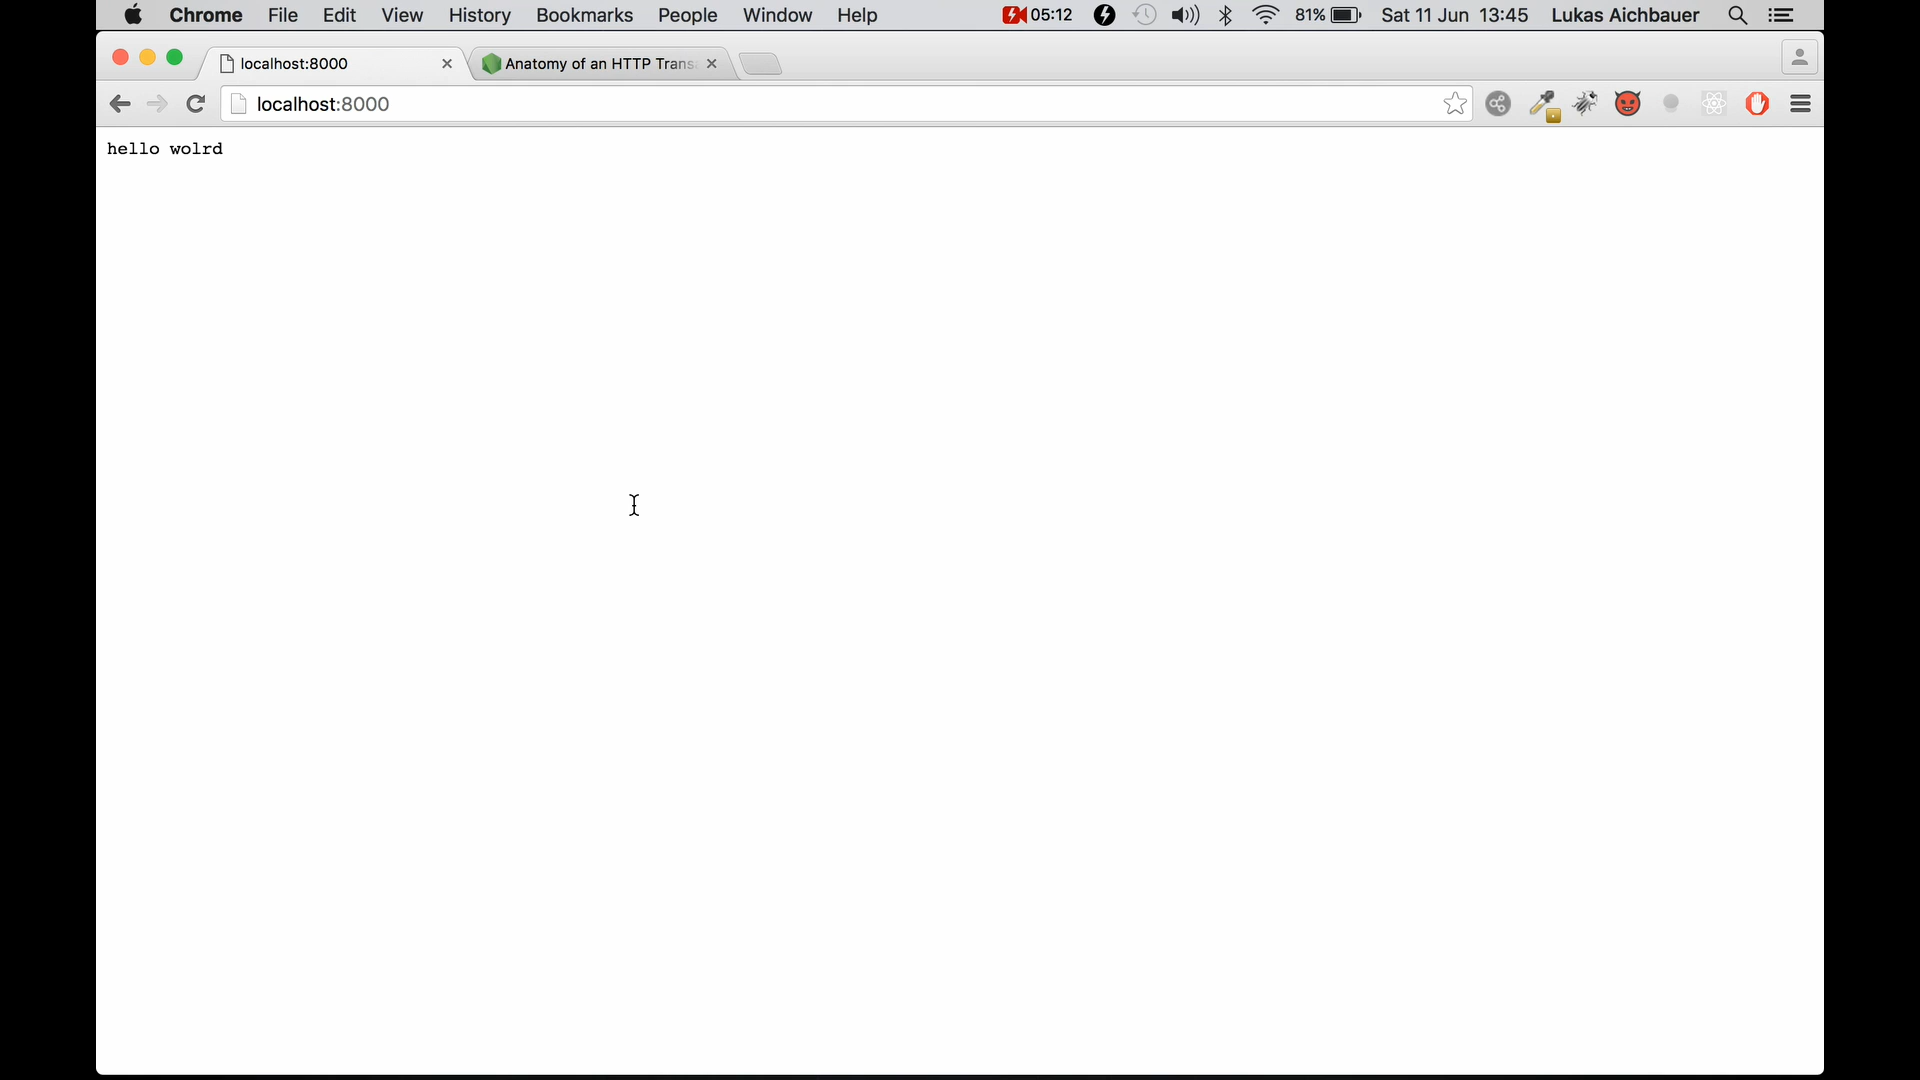 Chrome File Edit View History Bookmarks People Window Help 05:12 81% Sat 11 Jun 13:45 Lukas Aichbauer
localhost:8000 Anatomy of an HTTP Trans
localhost:8000
hello wolrd